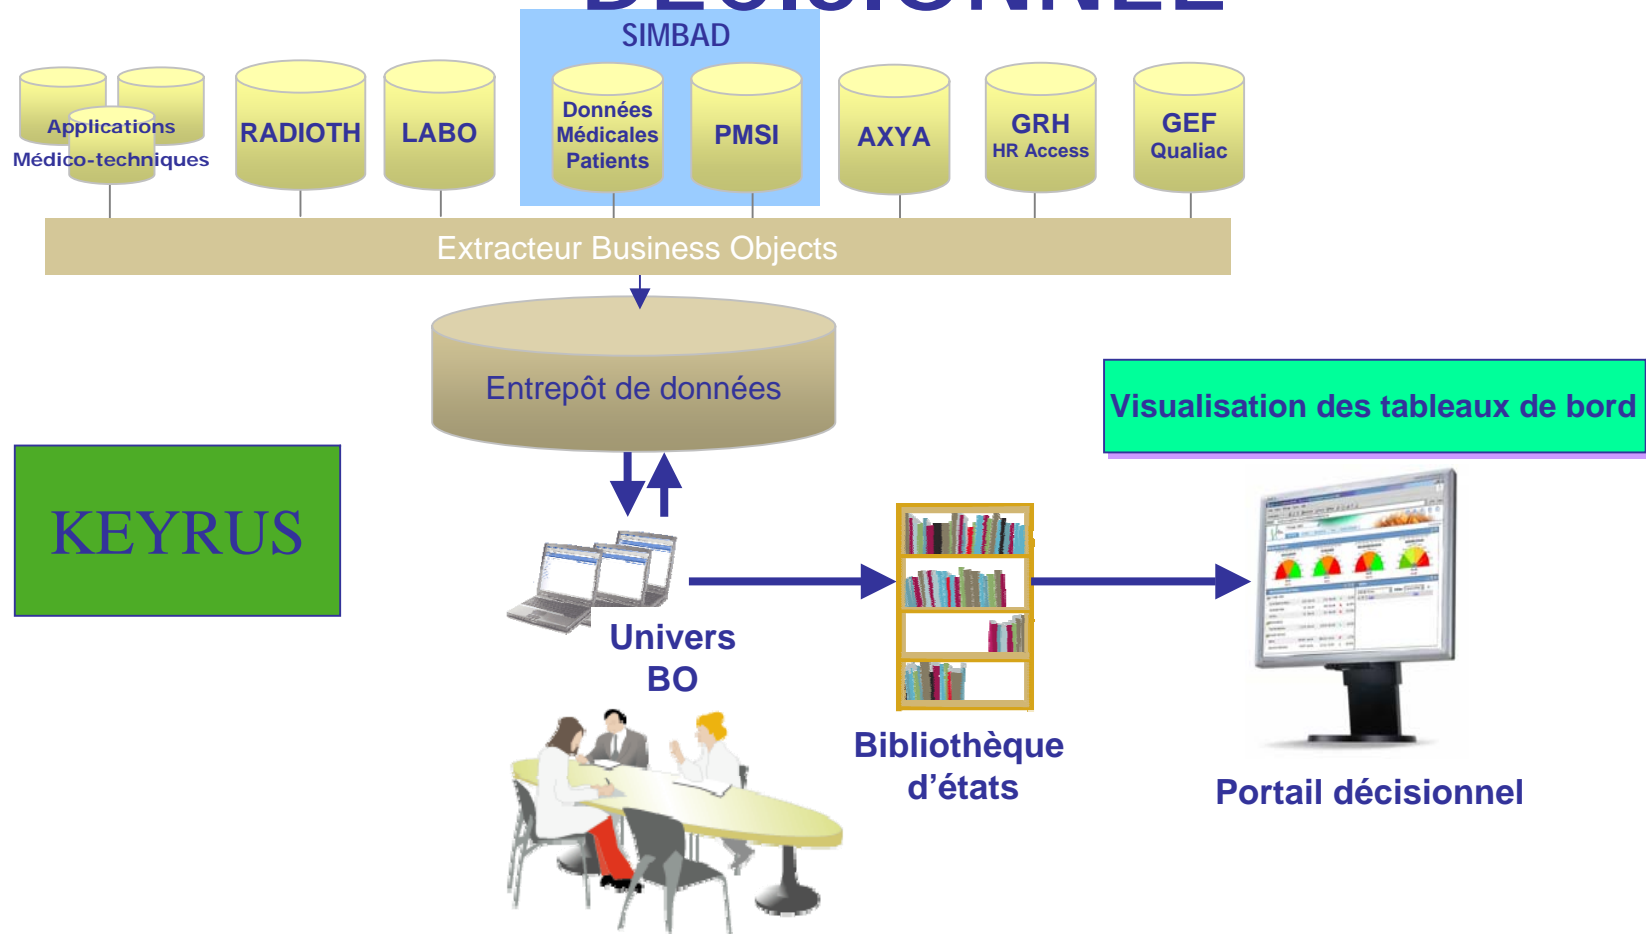 DÉCISIONNEL
SIMBAD
Applications
Médico-techniques
RADIOTH
LABO
Données
Médicales
Patients
PMSI
AXYA
GRH
HR Access
GEF
Qualiac
Extracteur Business Objects
Entrepôt de données
Visualisation des tableaux de bord
KEYRUS
Univers
BO
Bibliothèque
d'états
Portail décisionnel